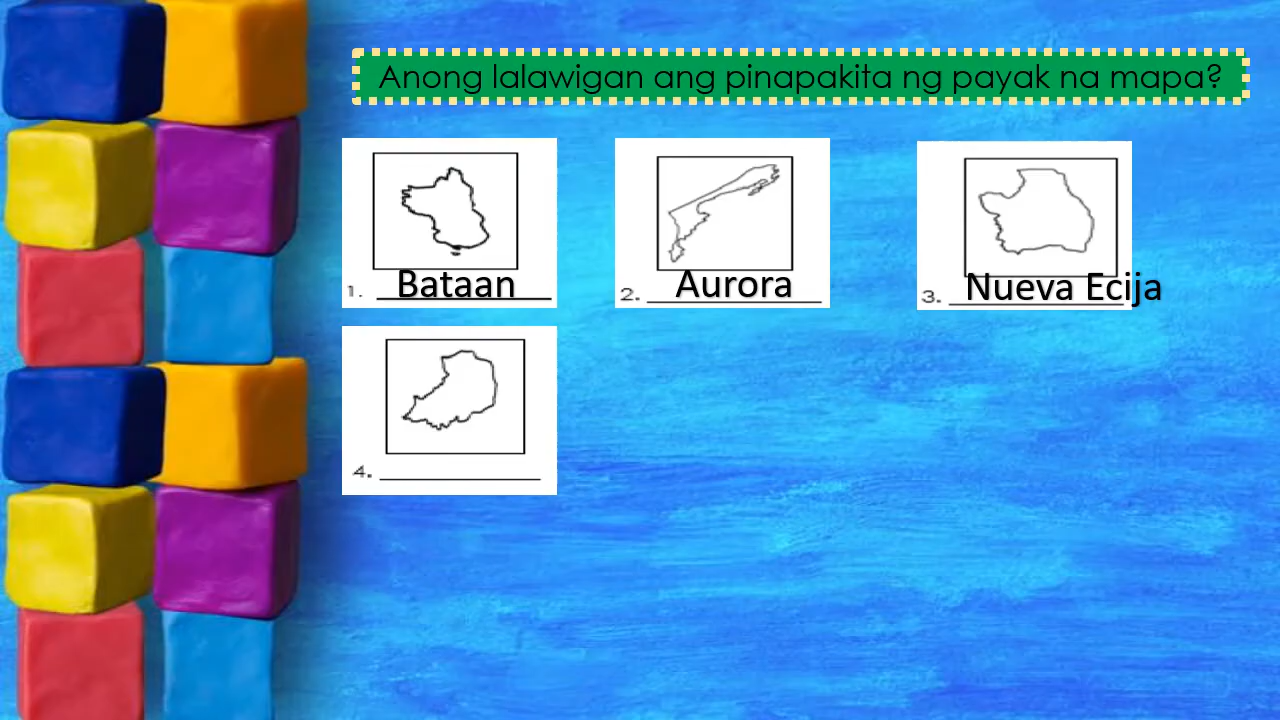 Anong lalawigan ang pinapakita ng payak na mapa?
1. Bataan
2. Aurora
3. Nueva Ecija
4.